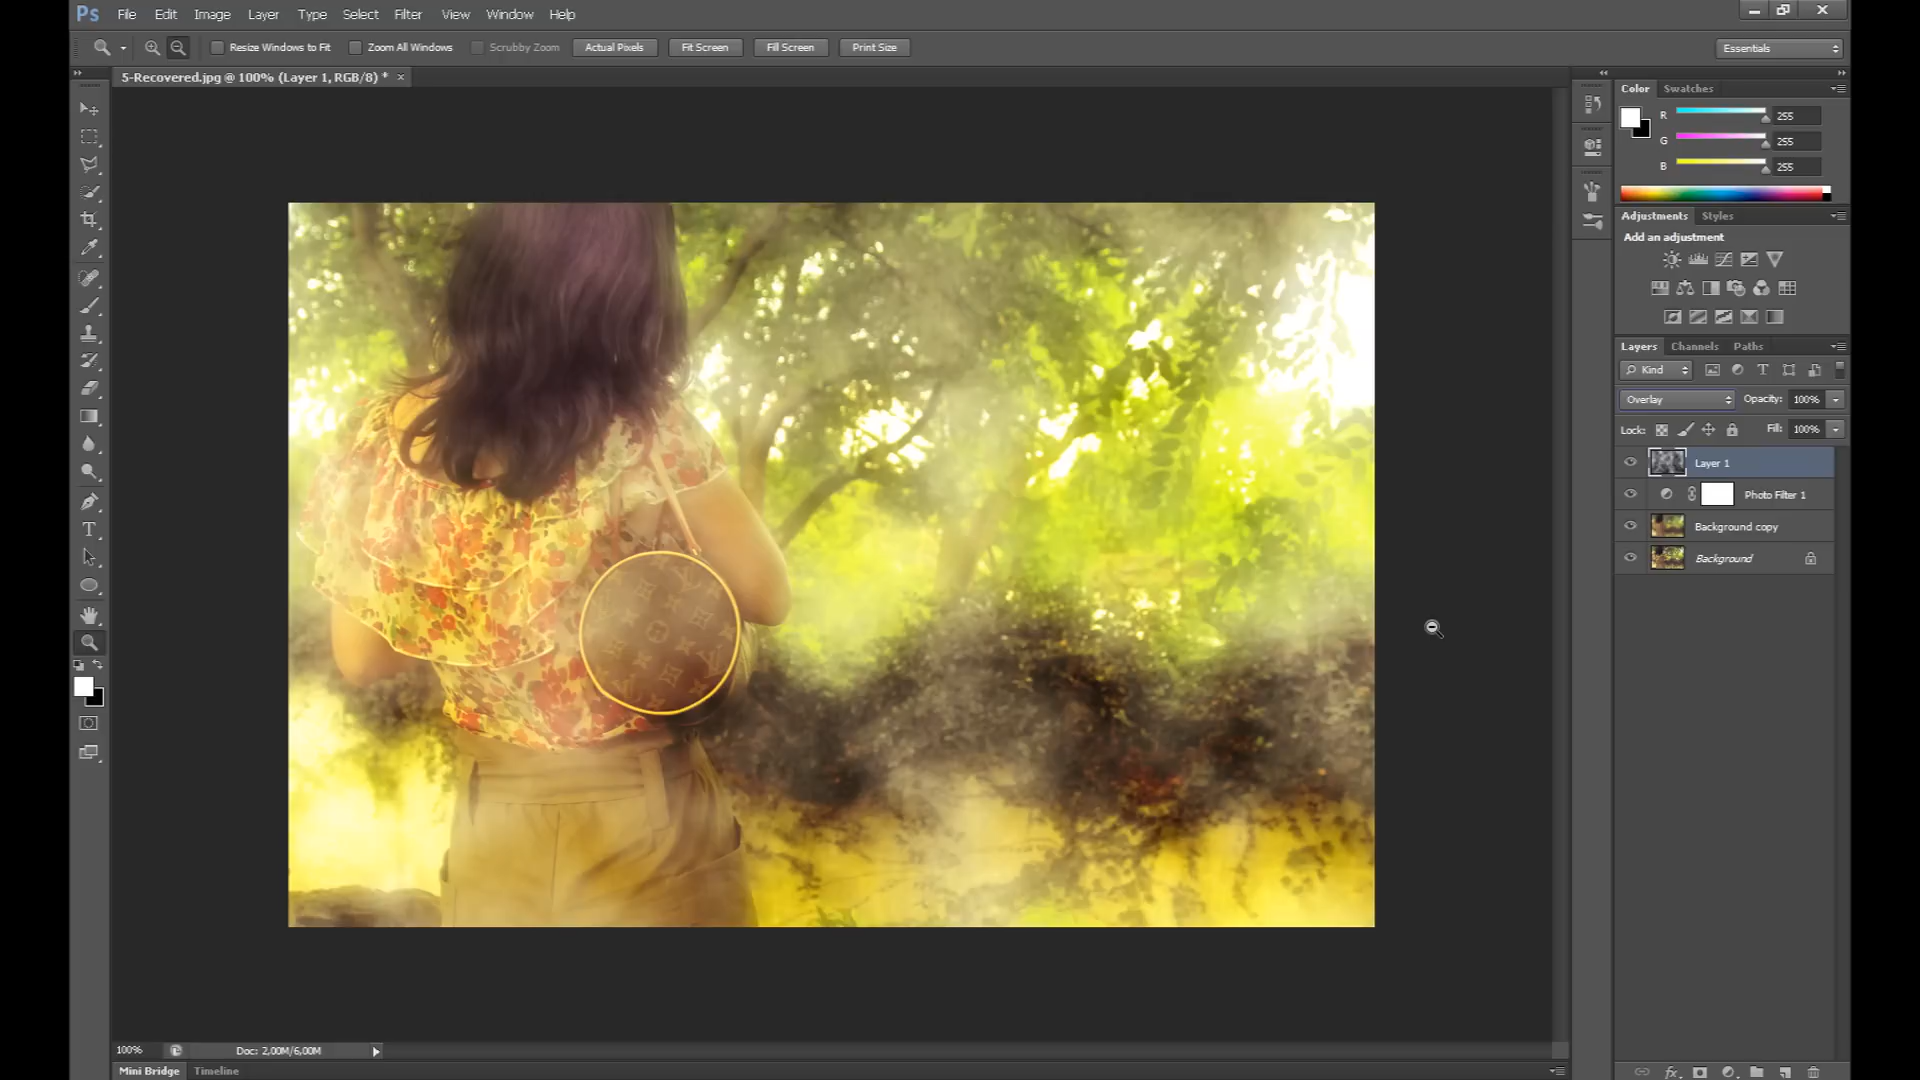 Ps File Edit Image Layer Type Select Filter View Window Help
Resize Windows to Fit Zoom All Windows Scrubby Zoom Actual Pixels Fit Screen Fill Screen Print Size Essentials
5-Recovered.jpg @ 100% (Layer 1, RGB/8) * ×
Color Swatches
R 255
G 255
B 255
Adjustments Styles
Add an adjustment
Layers Channels Paths
Kind
Overlay Opacity: 100%
Lock: Fill: 100%
Layer 1
Photo Filter 1
Background copy
Background
100% Doc: 2,00M/6,00M
Mini Bridge Timeline